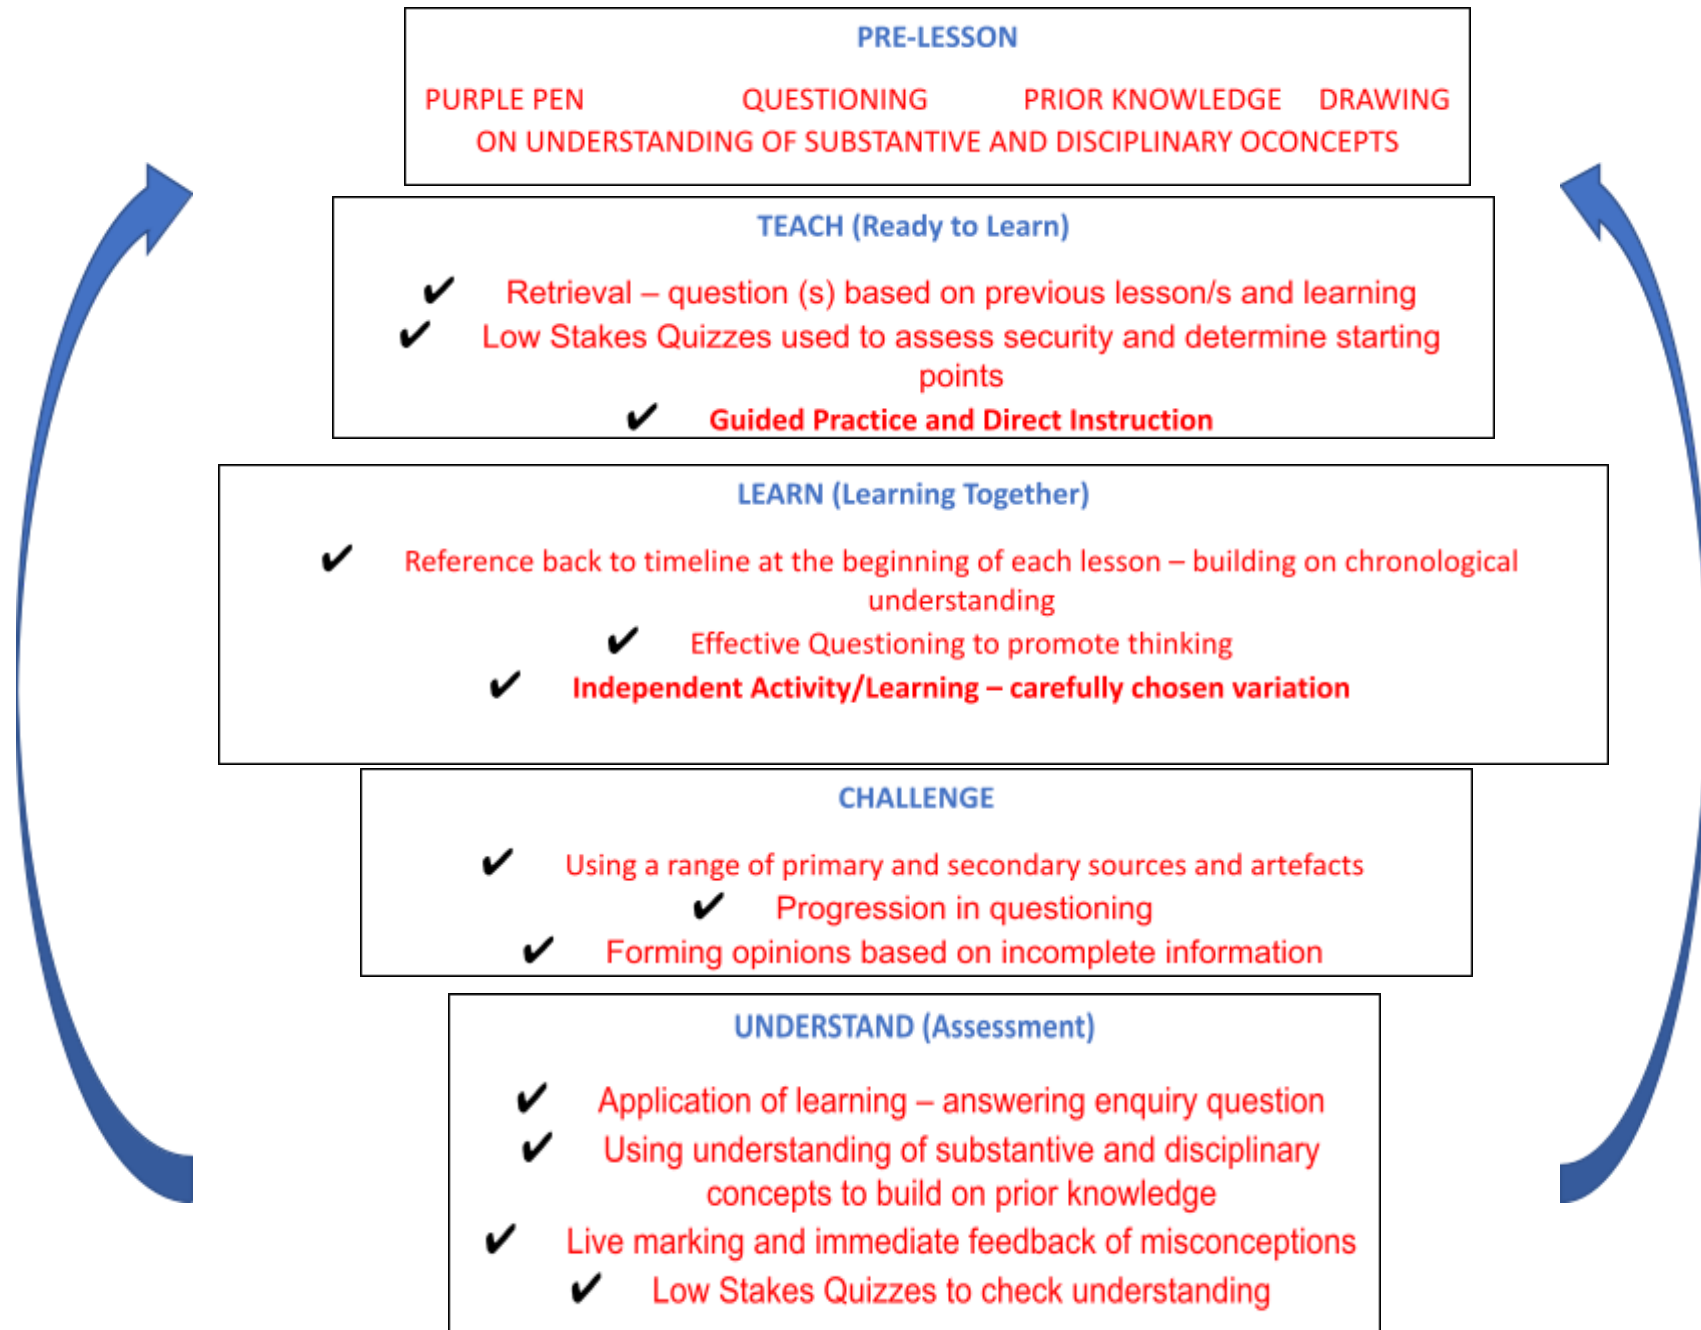 PRE-LESSON
PURPLE PEN QUESTIONING PRIOR KNOWLEDGE DRAWING
ON UNDERSTANDING OF SUBSTANTIVE AND DISCIPLINARY OCONCEPTS
TEACH (Ready to Learn)
✔ Retrieval – question (s) based on previous lesson/s and learning
✔ Low Stakes Quizzes used to assess security and determine starting
points
✔ Guided Practice and Direct Instruction
LEARN (Learning Together)
✔ Reference back to timeline at the beginning of each lesson – building on chronological
understanding
✔ Effective Questioning to promote thinking
✔ Independent Activity/Learning – carefully chosen variation
CHALLENGE
✔ Using a range of primary and secondary sources and artefacts
✔ Progression in questioning
✔ Forming opinions based on incomplete information
UNDERSTAND (Assessment)
✔ Application of learning – answering enquiry question
✔ Using understanding of substantive and disciplinary
concepts to build on prior knowledge
✔ Live marking and immediate feedback of misconceptions
✔ Low Stakes Quizzes to check understanding